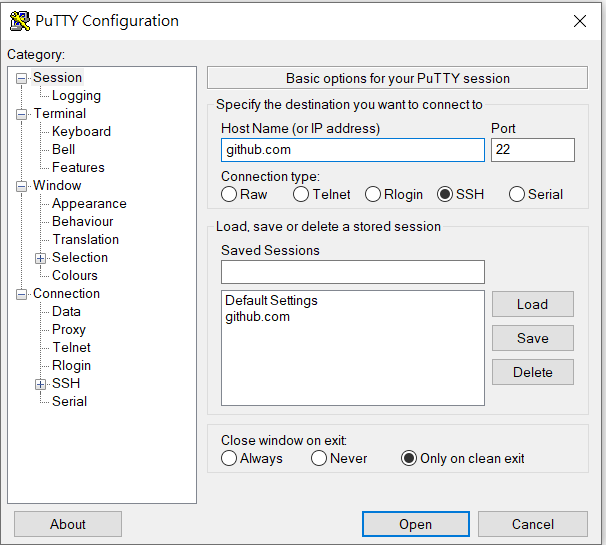 PuTTY Configuration
Category:
Session
Logging
Terminal
Keyboard
Bell
Features
Window
Appearance
Behaviour
Translation
Selection
Colours
Connection
Data
Proxy
Telnet
Rlogin
SSH
Serial
Basic options for your PuTTY session
Specify the destination you want to connect to
Host Name (or IP address) Port
github.com 22
Connection type:
Raw Telnet Rlogin SSH Serial
Load, save or delete a stored session
Saved Sessions
Default Settings
github.com
Load
Save
Delete
Close window on exit:
Always Never Only on clean exit
About Open Cancel